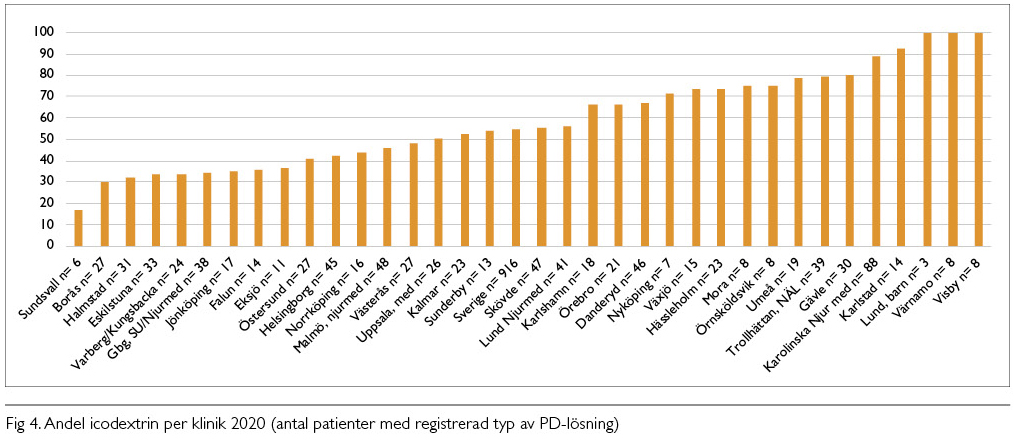 100
90
80
70
60
50
40
30
20
10
0
Sundsvall n= 6
Borås n= 27
Halmstad n= 31
Eskilstuna n= 33
Varberg/Kungsbacka n= 24
Gbg SU/Njurmed n= 38
Jönköping n= 17
Falun n= 14
Eksjö n= 11
Östersund n= 27
Helsingborg n= 45
Norrköping n= 16
Malmö, njurmed n= 48
Västerås n= 27
Uppsala, med n= 26
Kalmar n= 23
Sunderby n= 13
Sverige n= 916
Skövde n= 47
Lund Njurmed n= 41
Karlshamn n= 18
Örebro n= 21
Danderyd n= 46
Nyköping n= 7
Växjö n= 15
Hässleholm n= 23
Mora n= 8
Örnsköldsvik n= 8
Umeå n= 19
Trollhättan, NÄL n= 39
Gävle n= 30
Karolinska Njur med n= 88
Karlstad n= 14
Lund, barn n= 3
Värnamo n= 8
Visby n= 8
Fig 4. Andel icodextrin per klinik 2020 (antal patienter med registrerad typ av PD-lösning)